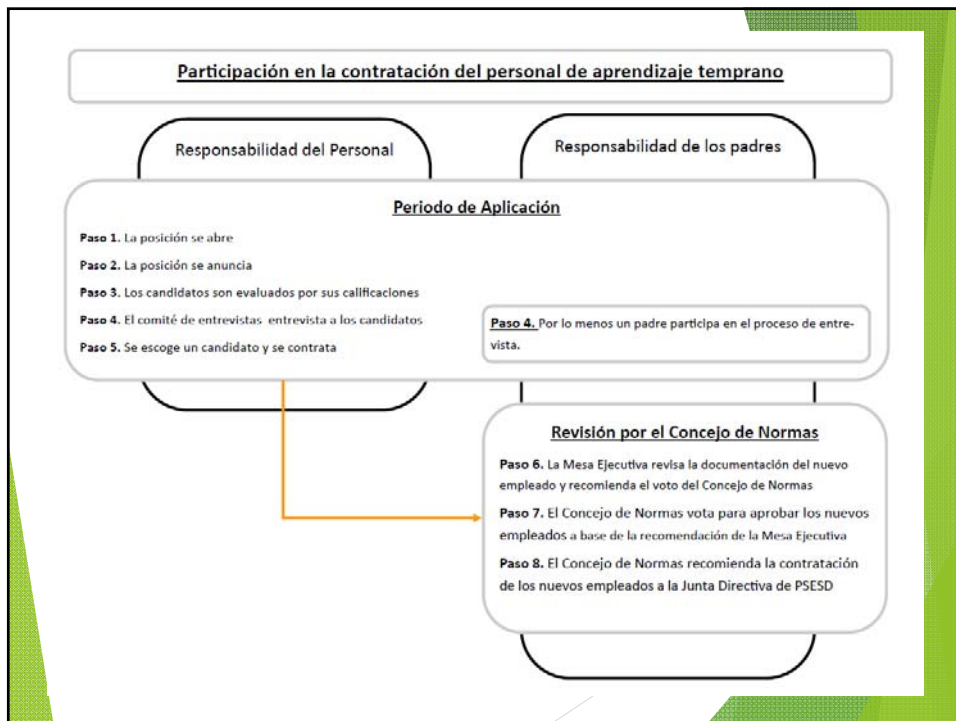 Participación en la contratación del personal de aprendizaje temprano
Responsabilidad del Personal
Responsabilidad de los padres
Periodo de Aplicación
Paso 1. La posición se abre
Paso 2. La posición se anuncia
Paso 3. Los candidatos son evaluados por sus calificaciones
Paso 4. El comité de entrevistas entrevista a los candidatos
Paso 5. Se escoge un candidato y se contrata
Paso 4. Por lo menos un padre participa en el proceso de entre-
vista.
Revisión por el Concejo de Normas
Paso 6. La Mesa Ejecutiva revisa la documentación del nuevo
empleado y recomienda el voto del Concejo de Normas
Paso 7. El Concejo de Normas vota para aprobar los nuevos
empleados a base de la recomendación de la Mesa Ejecutiva
Paso 8. El Concejo de Normas recomienda la contratación
de los nuevos empleados a la Junta Directiva de PSESD